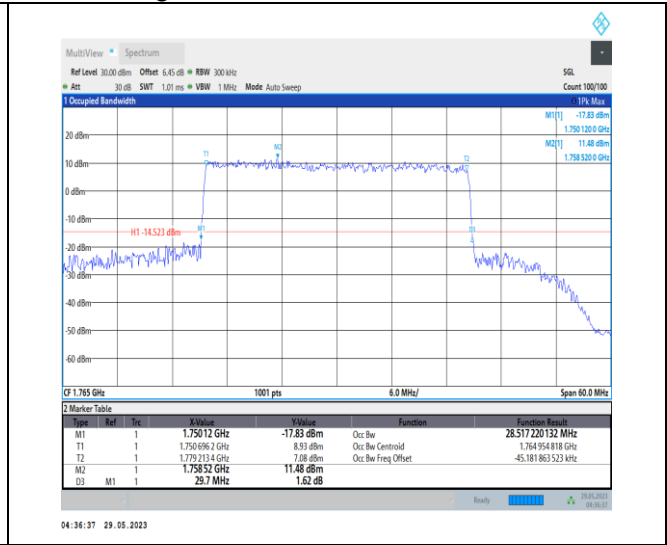 MultiView Spectrum
Ref Level 30.00 dBm Offset 6.45 dB RBW 300 kHz SGL
Att 30 dB SWT 1.01 ms VBW 1 MHz Mode Auto Sweep Count 100/100
1 Occupied Bandwidth 1Pk Max
M1[1] -17.83 dBm
1.750 120 0 GHz
M2[1] 11.48 dBm
1.758 520 0 GHz
20 dBm
T1 M2 T2
10 dBm
0 dBm
-10 dBm
H1 -14.523 dBm M1 D3
-20 dBm
-30 dBm
-40 dBm
-50 dBm
-60 dBm
CF 1.765 GHz 1001 pts 6.0 MHz/ Span 60.0 MHz
2 Marker Table
Type Ref Trc X-Value Y-Value Function Function Result
M1 1 1.75012 GHz -17.83 dBm Occ Bw 28.517 220 132 MHz
T1 1 1.750 696 2 GHz 8.93 dBm Occ Bw Centroid 1.764 954 818 GHz
T2 1 1.779 213 4 GHz 7.08 dBm Occ Bw Freq Offset -45.181 863 523 kHz
M2 1 1.75852 GHz 11.48 dBm
D3 M1 1 29.7 MHz 1.62 dB
Ready 29.05.2023
04:36:37
04:36:37 29.05.2023